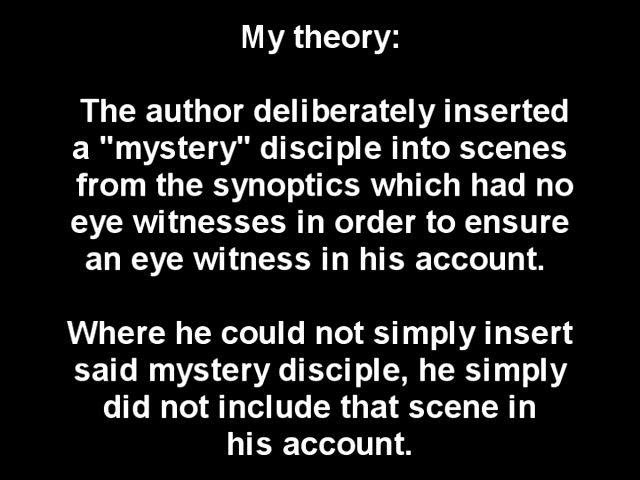 My theory:
The author deliberately inserted
a "mystery" disciple into scenes
from the synoptics which had no
eye witnesses in order to ensure
an eye witness in his account.
Where he could not simply insert
said mystery disciple, he simply
did not include that scene in
his account.